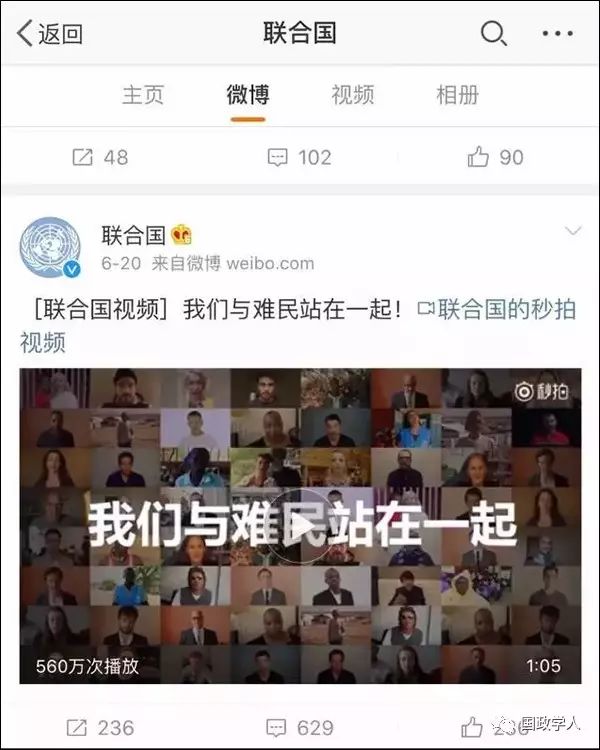 返回
联合国
主页
微博
视频
相册
48
102
90
联合国
6-20 来自微博 weibo.com
［联合国视频］我们与难民站在一起！联合国的秒拍
视频
秒拍
我们与难民站在一起
560万次播放
1:05
236
629
国政学人